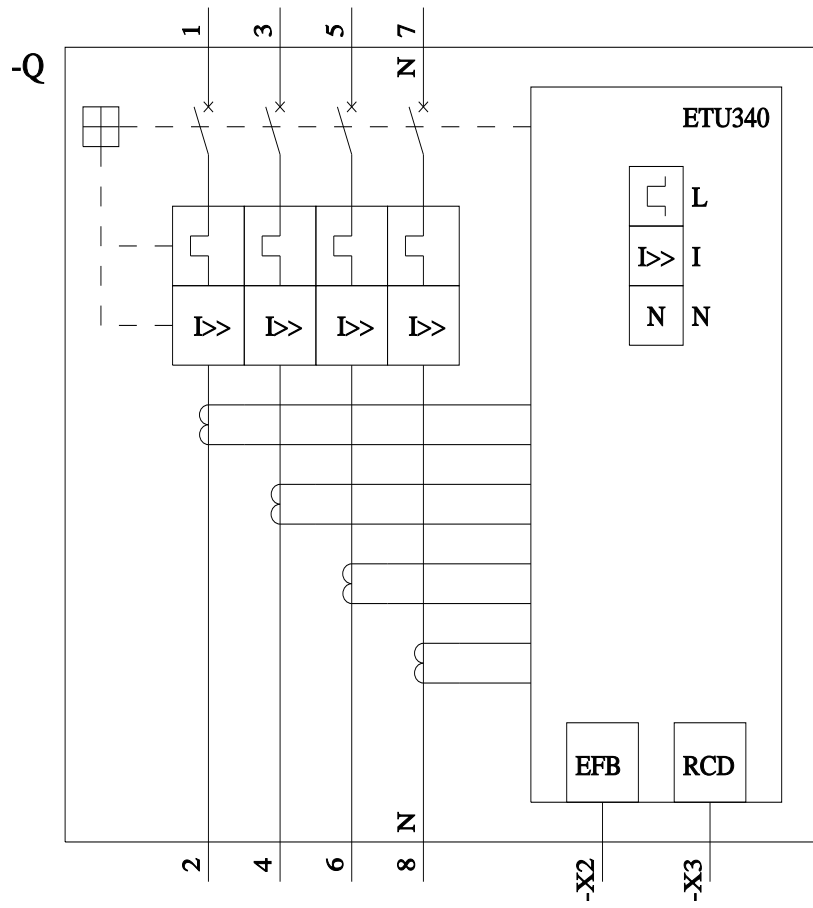 1 3 5 7
-Q
N
ETU340
L
I>> I
N N
I>> I>> I>> I>>
EFB RCD
N
2 4 6 8
-X2 -X3